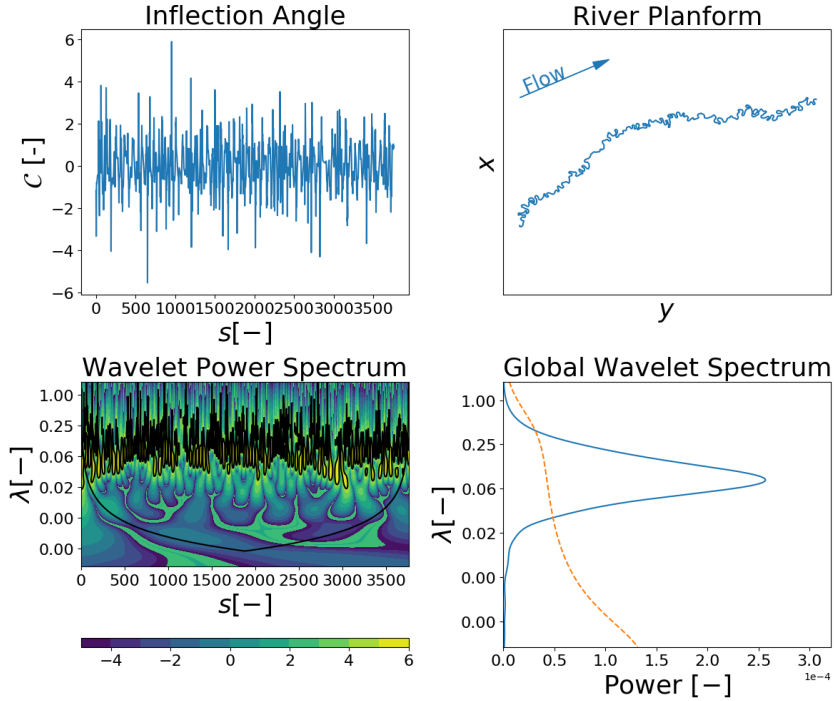 Inflection Angle
6
4
2
0
−2
−4
−6
C [-]
0 500 1000 1500 2000 2500 3000 3500
s[−]
River Planform
Flow
x
y
Wavelet Power Spectrum
1.00
0.25
0.06
0.02
0.00
0.00
λ[−]
0 500 1000 1500 2000 2500 3000 3500
s[−]
−4 −2 0 2 4 6
Global Wavelet Spectrum
1.00
0.25
0.06
0.02
0.00
0.00
λ[−]
0.0 0.5 1.0 1.5 2.0 2.5 3.0
1e−4
Power [−]